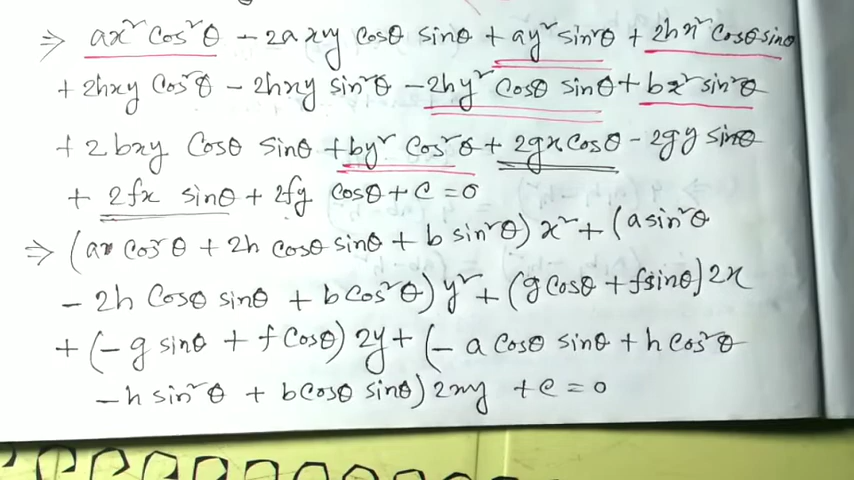 ⇒ ax² cos²θ - 2axy cosθ sinθ + ay² sin²θ + 2hx² cosθ sinθ
+ 2hxy cos²θ - 2hxy sin²θ - 2hy² cosθ sinθ + bx² sin²θ
+ 2bxy cosθ sinθ + by² cos²θ + 2gx cosθ - 2gy sinθ
+ 2fx sinθ + 2fy cosθ + c = 0
⇒ (a cos²θ + 2h cosθ sinθ + b sin²θ) x² + (a sin²θ
- 2h cosθ sinθ + b cos²θ) y² + (g cosθ + f sinθ) 2x
+ (- g sinθ + f cosθ) 2y + (- a cosθ sinθ + h cos²θ
- h sin²θ + b cosθ sinθ) 2xy + c = 0